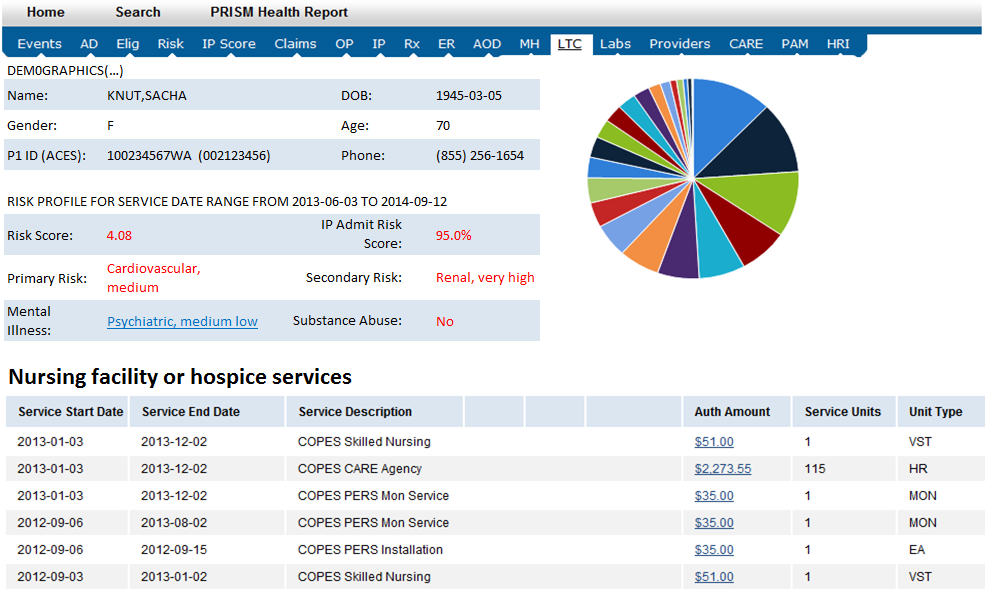 Home Search PRISM Health Report
Events AD Elig Risk IP Score Claims OP IP Rx ER AOD MH LTC Labs Providers CARE PAM HRI
DEM0GRAPHICS(...)
Name: KNUT,SACHA DOB: 1945-03-05
Gender: F Age: 70
P1 ID (ACES): 100234567WA (002123456) Phone: (855) 256-1654
RISK PROFILE FOR SERVICE DATE RANGE FROM 2013-06-03 TO 2014-09-12
Risk Score: 4.08 IP Admit Risk Score: 95.0%
Primary Risk: Cardiovascular, medium Secondary Risk: Renal, very high
Mental Illness: Psychiatric, medium low Substance Abuse: No
Nursing facility or hospice services
Service Start Date Service End Date Service Description Auth Amount Service Units Unit Type
2013-01-03 2013-12-02 COPES Skilled Nursing $51.00 1 VST
2013-01-03 2013-12-02 COPES CARE Agency $2,273.55 115 HR
2013-01-03 2013-12-02 COPES PERS Mon Service $35.00 1 MON
2012-09-06 2013-08-02 COPES PERS Mon Service $35.00 1 MON
2012-09-06 2012-09-15 COPES PERS Installation $35.00 1 EA
2012-09-03 2013-01-02 COPES Skilled Nursing $51.00 1 VST